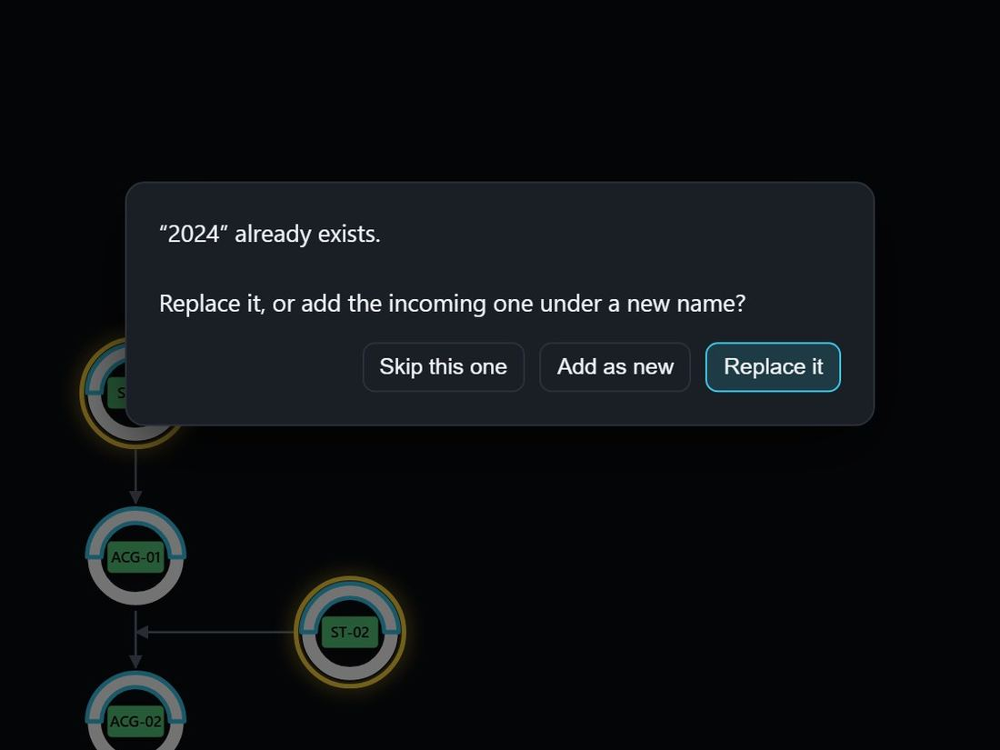 “2024” already exists.
Replace it, or add the incoming one under a new name?
Skip this one
Add as new
Replace it
ACG-01
ST-02
ACG-02